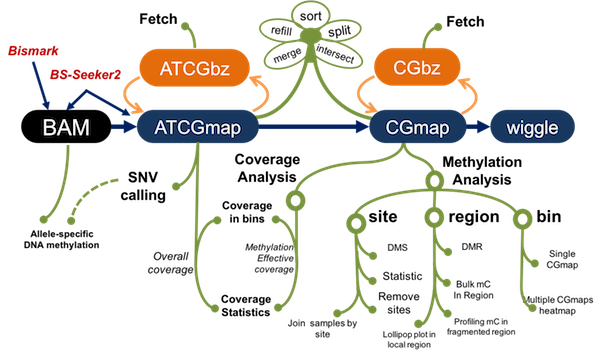 sort
Fetch
refill
split
Fetch
merge
intersect
Bismark
ATCGbz
CGbz
BS-Seeker2
BAM
ATCGmap
CGmap
wiggle
Coverage
Analysis
Methylation
Analysis
SNV
calling
Coverage
in bins
site
region
bin
Allele-specific
DNA methylation
Overall
coverage
Methylation
Effective
coverage
DMS
DMR
Single
CGmap
Statistic
Bulk mC
In Region
Coverage
Statistics
Remove
sites
Multiple CGmaps
heatmap
Join samples by
site
Profiling mC in
fragmented region
Lollipop plot in
local region